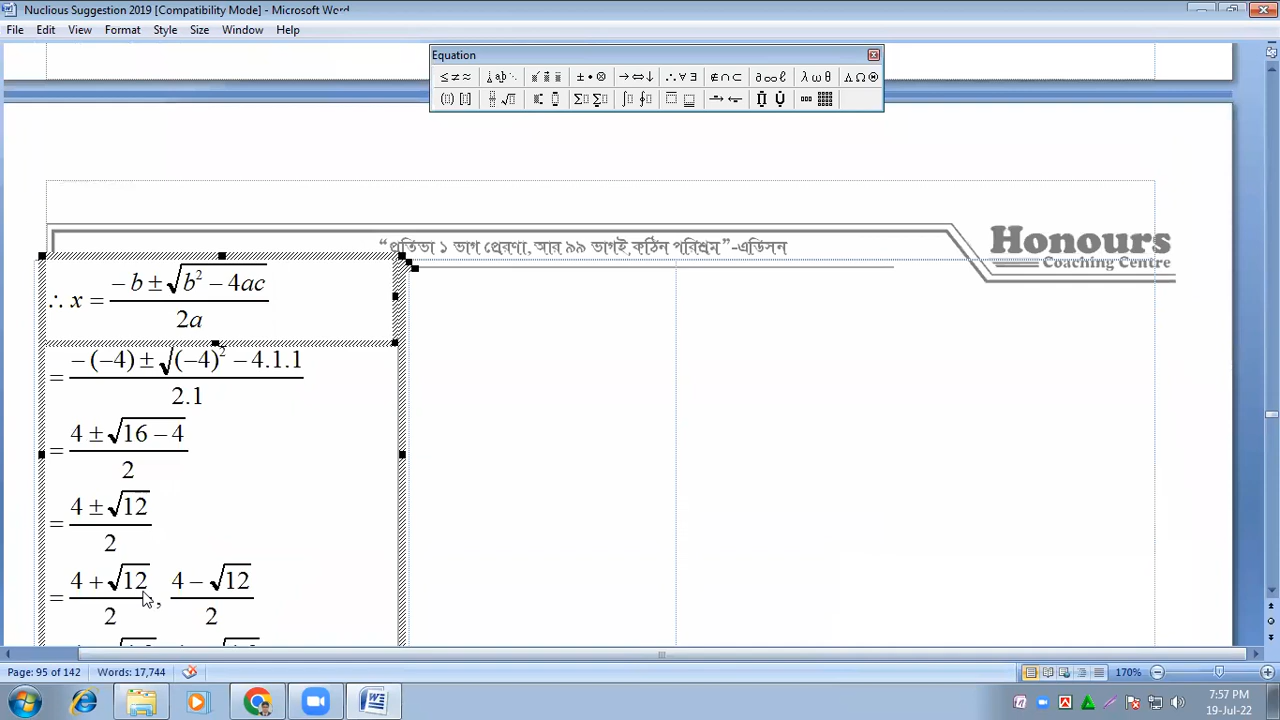 Nuclious Suggestion 2019 [Compatibility Mode] - Microsoft Word
File Edit View Format Style Size Window Help
Equation
“প্রতিভা ১ ভাগ প্রেরণা, আর ৯৯ ভাগই কঠিন পরিশ্রম”-এডিসন
Honours
Coaching Centre
∴ x = (−b ± √(b² − 4ac)) / 2a
= (−(−4) ± √((−4)² − 4.1.1)) / 2.1
= (4 ± √(16 − 4)) / 2
= (4 ± √12) / 2
= (4 + √12) / 2 , (4 − √12) / 2
Page: 95 of 142 Words: 17,744 170%
7:57 PM
19-Jul-22